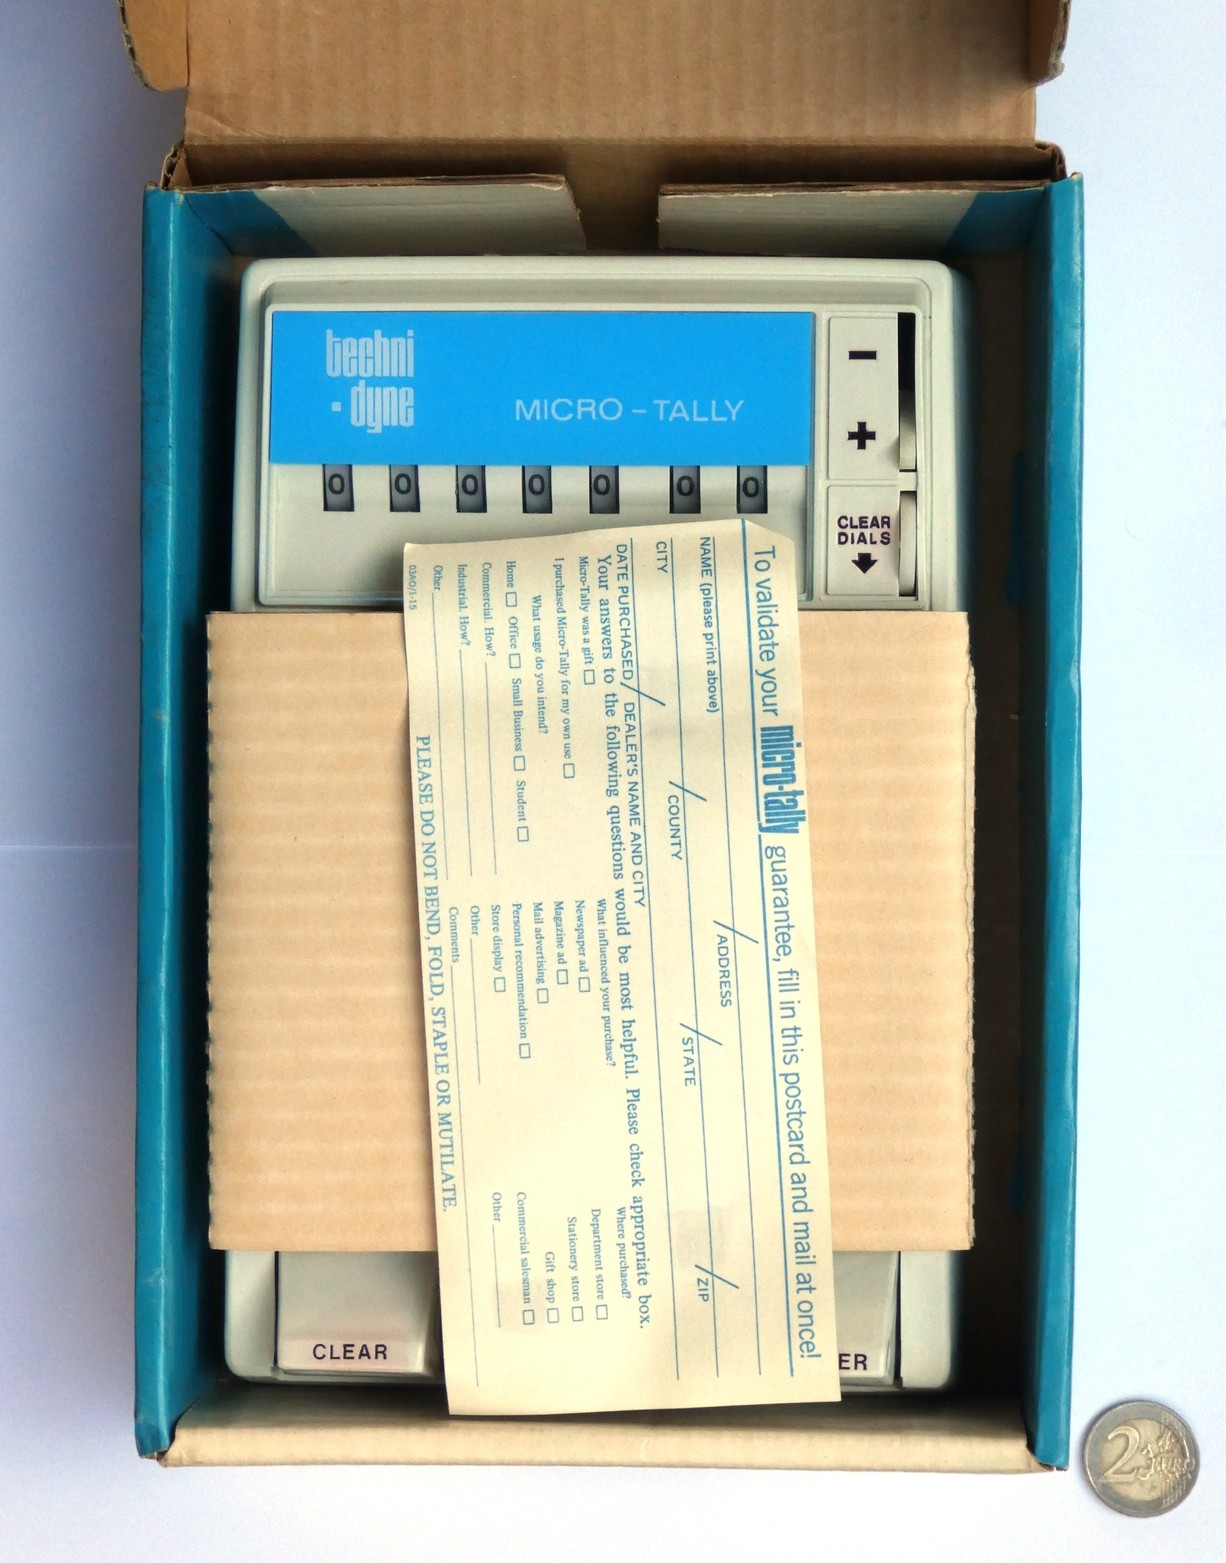 techni
-dyne
MICRO-TALLY
−
+
CLEAR
DIALS
0 0 0 0 0 0 0
To validate your micro-tally guarantee, fill in this postcard and mail at once!
NAME (please print above) / ADDRESS
CITY / COUNTY / STATE / ZIP
DATE PURCHASED / DEALER'S NAME AND CITY
Your answers to the following questions would be most helpful. Please check appropriate box.
Micro-Tally was a gift
I purchased Micro-Tally for my own use
What usage do you intend?
Home Office Small Business Student
Commercial. How?
Industrial. How?
Other
What influenced your purchase?
Newspaper ad
Magazine ad
Mail advertising
Personal recommendation
Store display
Other
Comments
Where purchased?
Department store
Stationery store
Gift shop
Commercial salesman
Other
PLEASE DO NOT BEND, FOLD, STAPLE OR MUTILATE.
03AO/1-15
CLEAR
ER
2 EURO